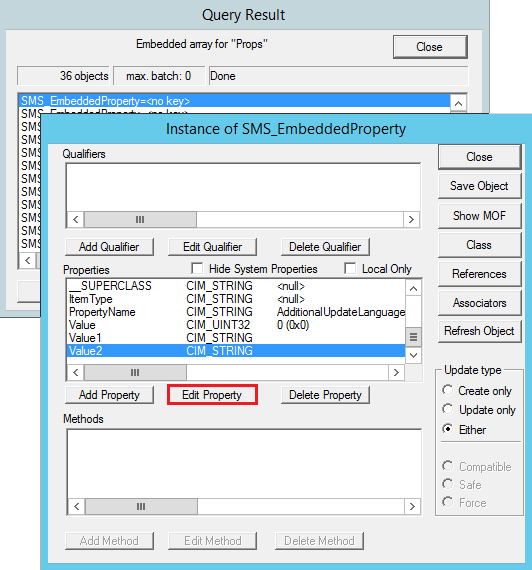 Query Result
Embedded array for "Props"
Close
36 objects max. batch: 0 Done
SMS_EmbeddedProperty=<no key>
SMS_EmbeddedProperty=<no key>
SMS
SMS
SMS
SMS
SMS
SMS
SMS
SMS
SMS
SMS
Instance of SMS_EmbeddedProperty
Qualifiers
Close
Save Object
Show MOF
Class
References
Associators
Refresh Object
Add Qualifier Edit Qualifier Delete Qualifier
Properties Hide System Properties Local Only
__SUPERCLASS CIM_STRING <null>
ItemType CIM_STRING <null>
PropertyName CIM_STRING AdditionalUpdateLanguage
Value CIM_UINT32 0 (0x0)
Value1 CIM_STRING
Value2 CIM_STRING
Add Property Edit Property Delete Property
Methods
Update type
Create only
Update only
Either
Compatible
Safe
Force
Add Method Edit Method Delete Method